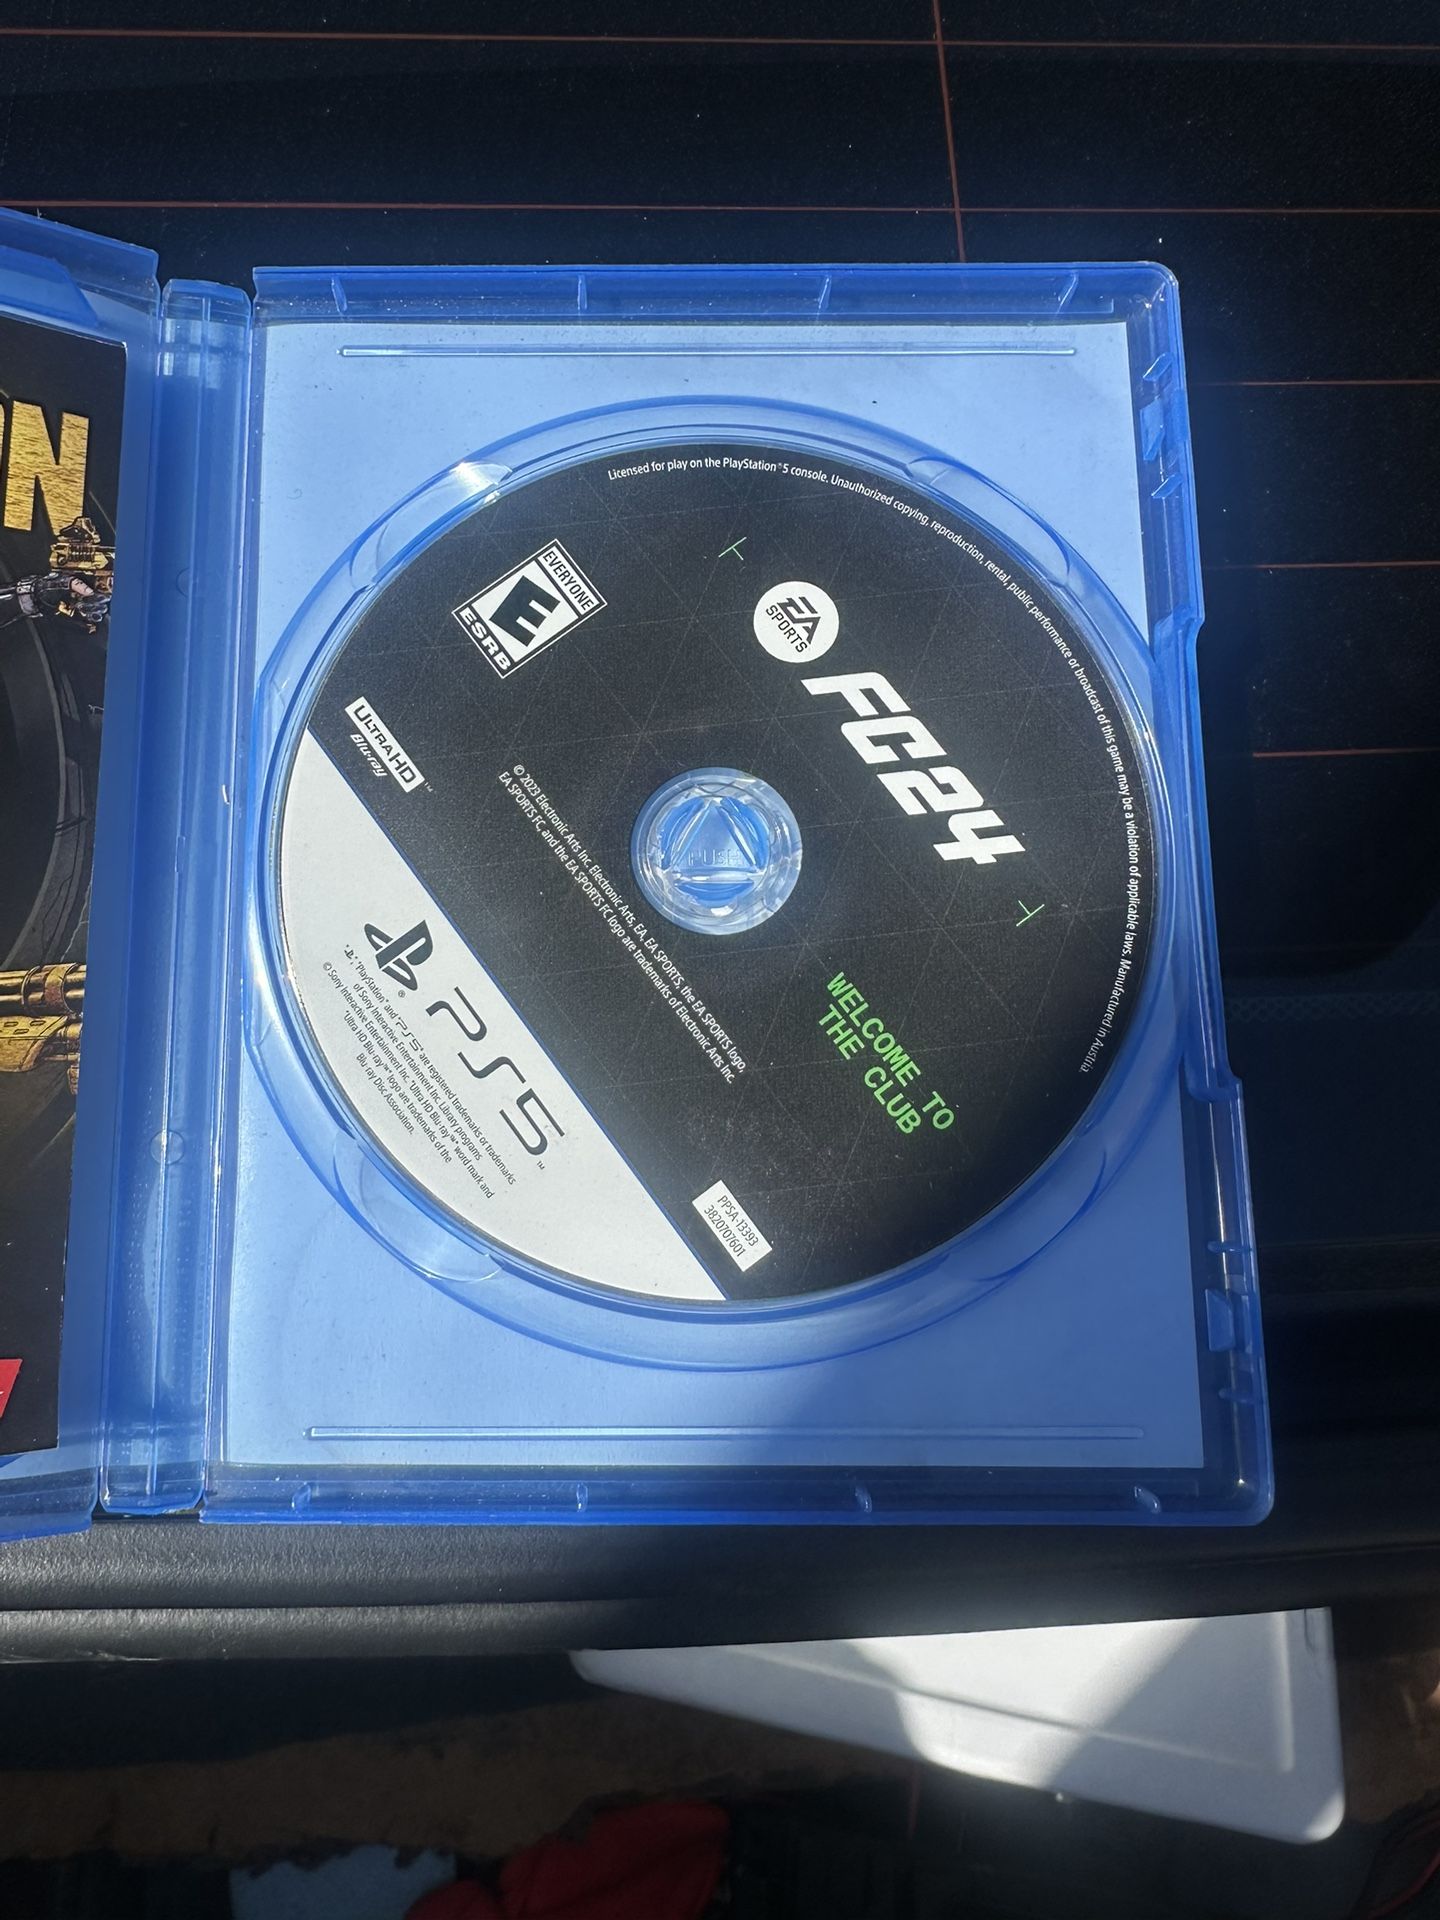 ON
Licensed for play on the PlayStation®5 console. Unauthorized copying, reproduction, rental, public performance or broadcast of this game may be a violation of applicable laws. Manufactured in Austria.
EVERYONE
E
ESRB
EA
SPORTS
FC24
ULTRAHD
Blu-ray™
© 2023 Electronic Arts Inc. Electronic Arts, EA, EA SPORTS, the EA SPORTS logo,
EA SPORTS FC, and the EA SPORTS FC logo are trademarks of Electronic Arts Inc.
PUSH
WELCOME TO
THE CLUB
PS5™
"PlayStation" and "PS5" are registered trademarks or trademarks
of Sony Interactive Entertainment Inc. Library programs
© Sony Interactive Entertainment Inc. "Ultra HD Blu-ray™" word mark and
"Ultra HD Blu-ray™" logo are trademarks of the
Blu-ray Disc Association.
PPSA-13393
3820707601